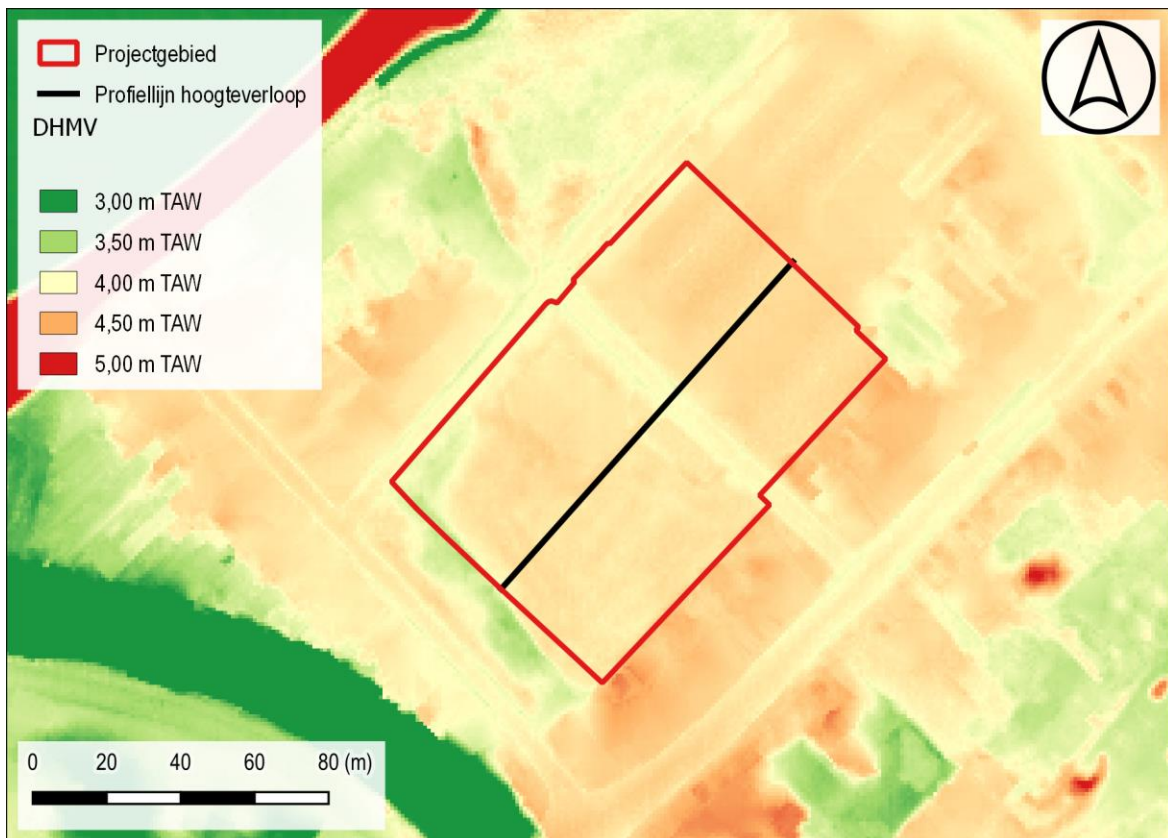 Projectgebied
Profiellijn hoogteverloop
DHMV
3,00 m TAW
3,50 m TAW
4,00 m TAW
4,50 m TAW
5,00 m TAW
0 20 40 60 80 (m)